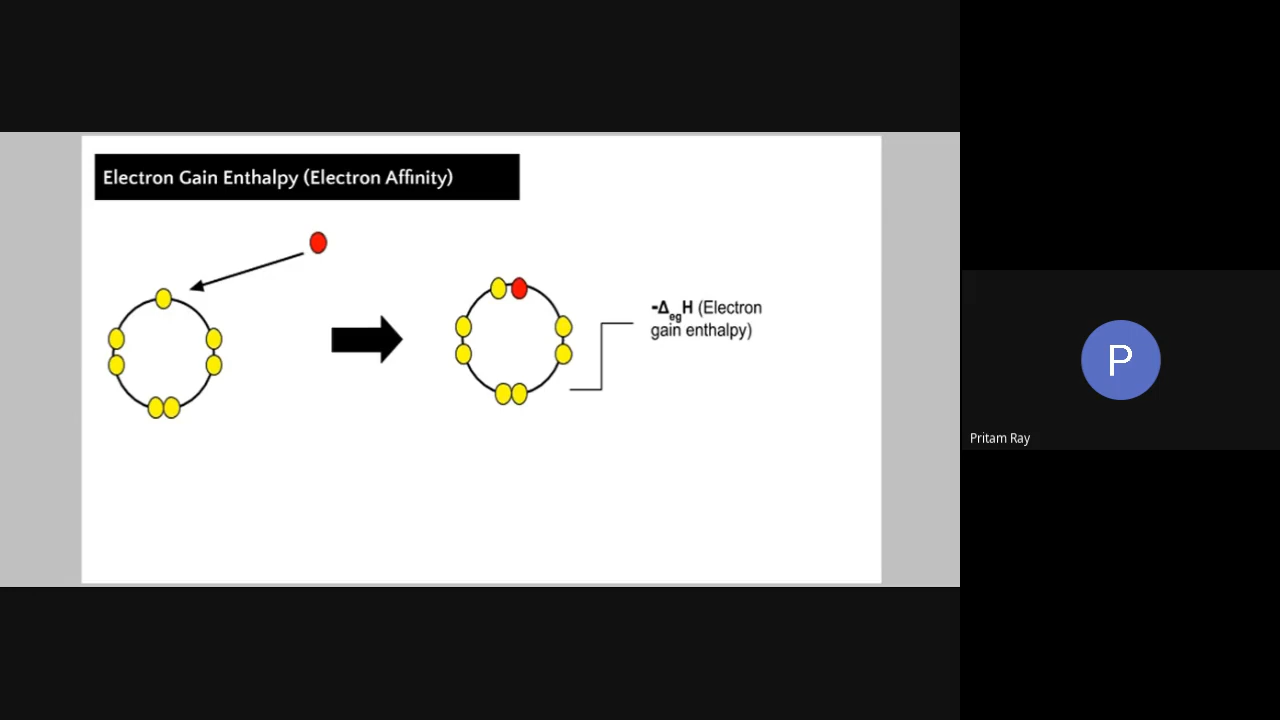 Electron Gain Enthalpy (Electron Affinity)
-ΔegH (Electron
gain enthalpy)
P
Pritam Ray